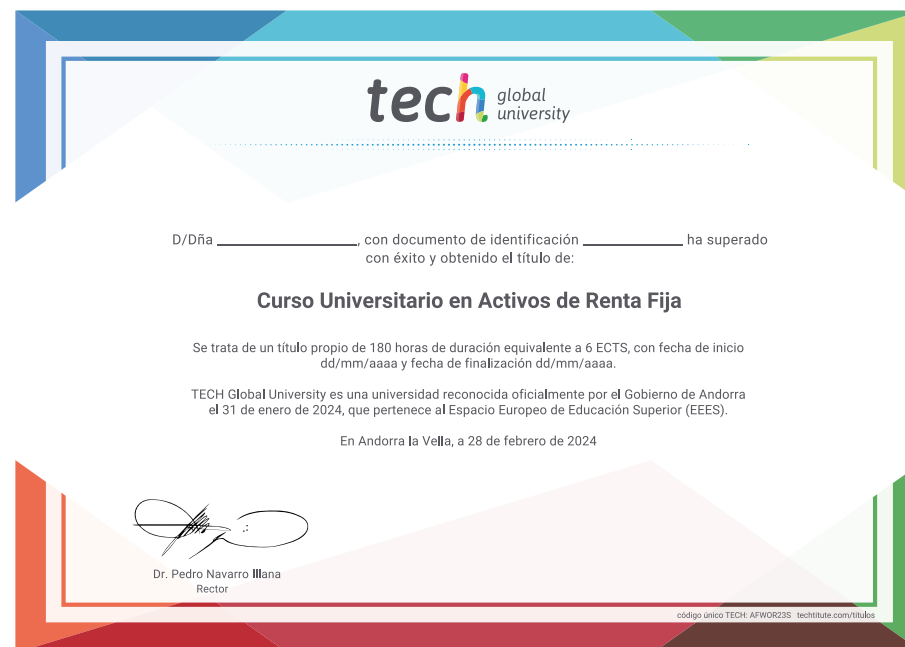 tech global university
D/Dña ____________________, con documento de identificación ______________ ha superado
con éxito y obtenido el título de:
Curso Universitario en Activos de Renta Fija
Se trata de un título propio de 180 horas de duración equivalente a 6 ECTS, con fecha de inicio
dd/mm/aaaa y fecha de finalización dd/mm/aaaa.
TECH Global University es una universidad reconocida oficialmente por el Gobierno de Andorra
el 31 de enero de 2024, que pertenece al Espacio Europeo de Educación Superior (EEES).
En Andorra la Vella, a 28 de febrero de 2024
Dr. Pedro Navarro Illana
Rector
código único TECH: AFWOR23S techtitute.com/titulos